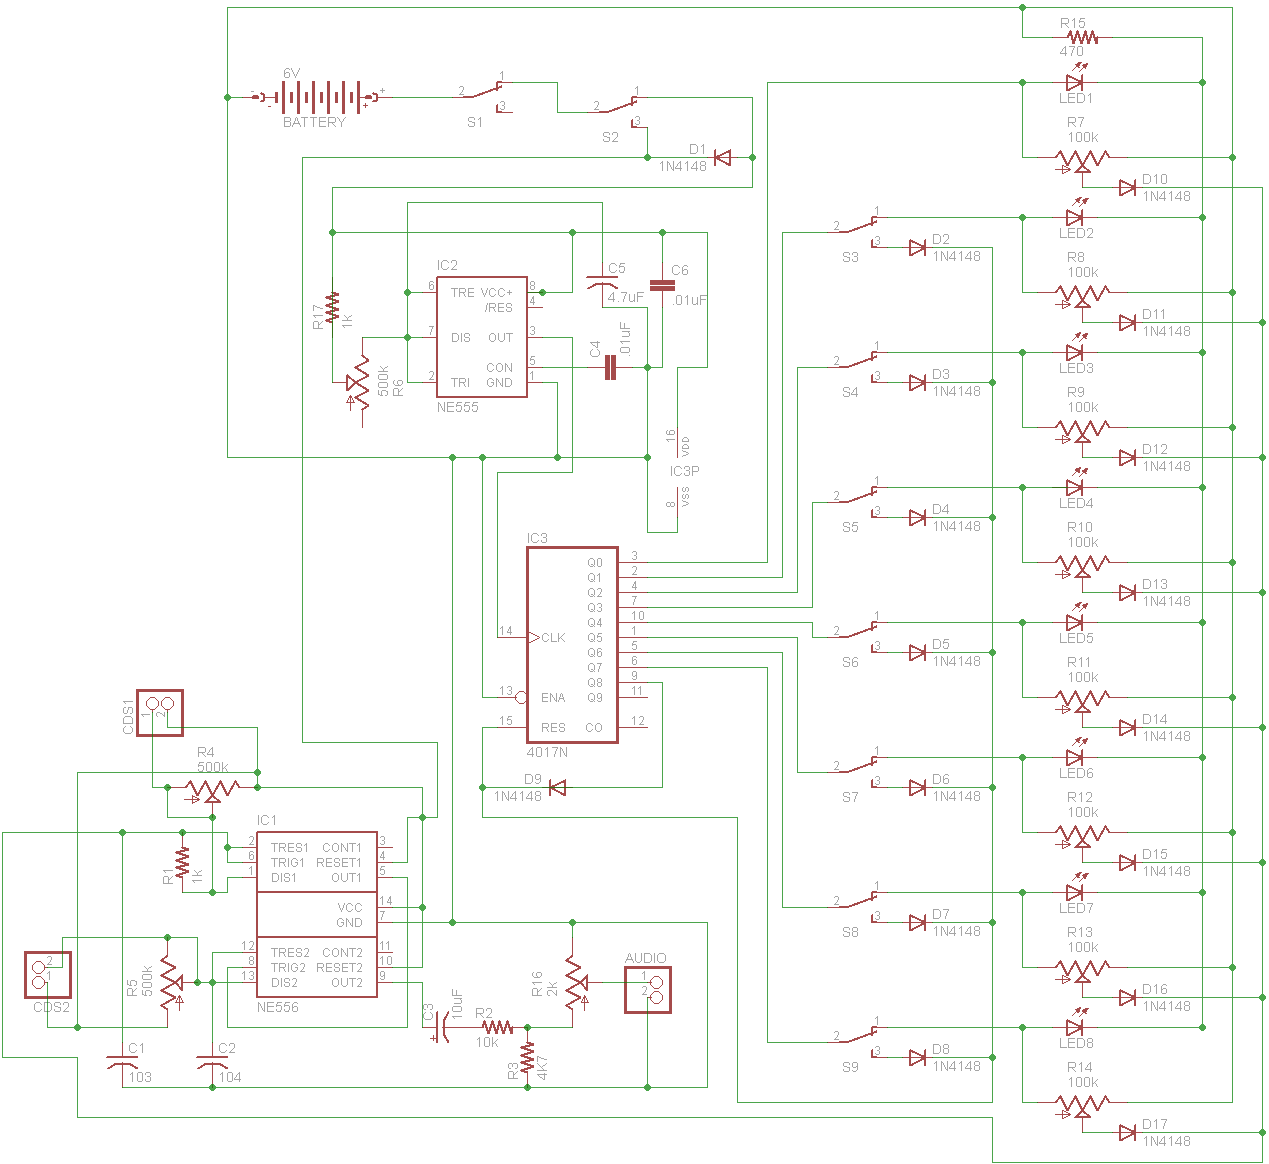 R15
470
LED1
R7
100k
D10
1N4148
6V
- +
- +
BATTERY
2 1 3
S1
2 1 3
S2
D1
1N4148
IC2
6 TRE VCC+ 8
/RES 4
7 DIS OUT 3
CON 5
2 TRI GND 1
NE555
R17
1k
500k
R6
C5
4.7uF
C6
.01uF
C4
.01uF
16
VDD
IC3P
8
VSS
2 1 3
S3
D2
1N4148
LED2
R8
100k
D11
1N4148
2 1 3
S4
D3
1N4148
LED3
R9
100k
D12
1N4148
2 1 3
S5
D4
1N4148
LED4
R10
100k
D13
1N4148
IC3
Q0 3
Q1 2
Q2 4
Q3 7
Q4 10
14 CLK Q5 1
Q6 5
Q7 6
Q8 9
13 ENA Q9 11
15 RES CO 12
4017N
D9
1N4148
2 1 3
S6
D5
1N4148
LED5
R11
100k
D14
1N4148
2 1 3
S7
D6
1N4148
LED6
R12
100k
D15
1N4148
2 1 3
S8
D7
1N4148
LED7
R13
100k
D16
1N4148
2 1 3
S9
D8
1N4148
LED8
R14
100k
D17
1N4148
CDS1
1 2
R4
500k
IC1
2 TRES1 CONT1 3
6 TRIG1 RESET1 4
1 DIS1 OUT1 5
VCC 14
GND 7
12 TRES2 CONT2 11
8 TRIG2 RESET2 10
13 DIS2 OUT2 9
NE556
R1
1k
2
1
CDS2
R5
500k
C1
103
C2
104
C3
10uF
+
R2
10k
R3
4K7
R16
2k
AUDIO
1
2